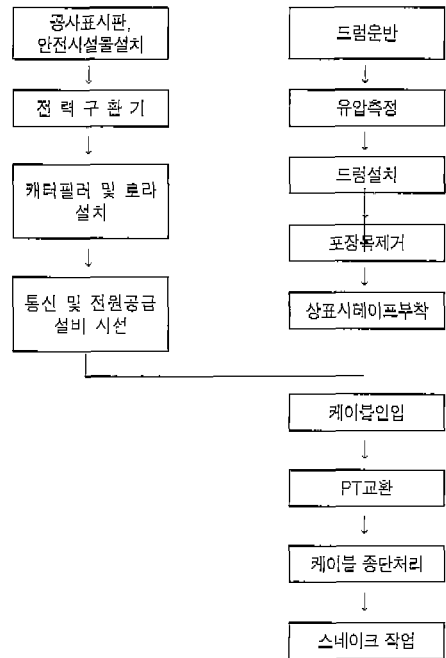 공사표시판,
안전시설물설치
전 력 구 환 기
캐터필러 및 로라
설치
통신 및 전원공급
설비 시선
드럼운반
유압측정
드럼설치
포장목제거
상표시테이프부착
케이블인입
PT교환
케이블 종단처리
스네이크 작업